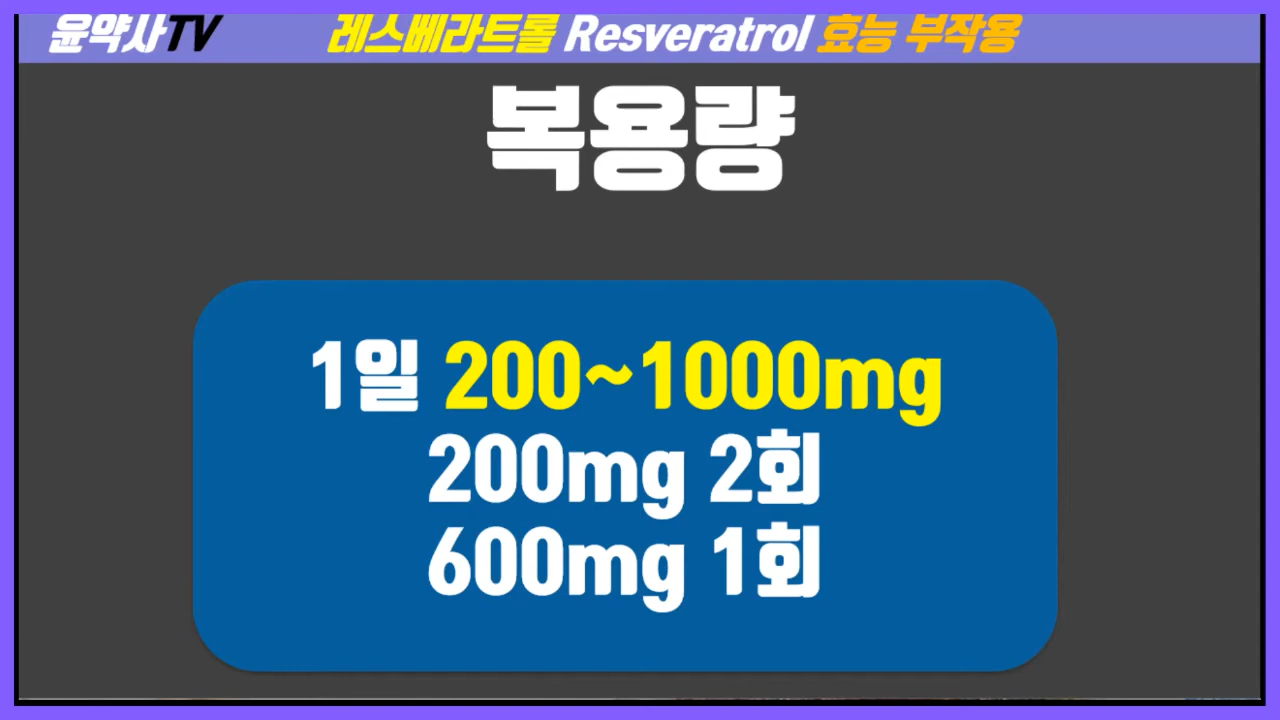 윤약사TV 레스베라트롤 Resveratrol 효능 부작용
복용량
1일 200~1000mg
200mg 2회
600mg 1회